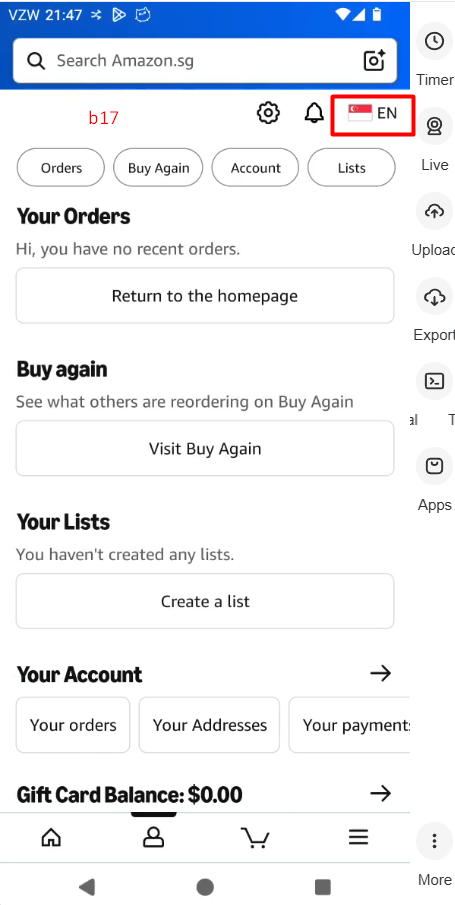 VZW 21:47
Search Amazon.sg
b17
EN
Orders
Buy Again
Account
Lists
Your Orders
Hi, you have no recent orders.
Return to the homepage
Buy again
See what others are reordering on Buy Again
Visit Buy Again
Your Lists
You haven't created any lists.
Create a list
Your Account
Your orders
Your Addresses
Your payments
Gift Card Balance: $0.00
Timer
Live
Upload
Export
al T
Apps
More